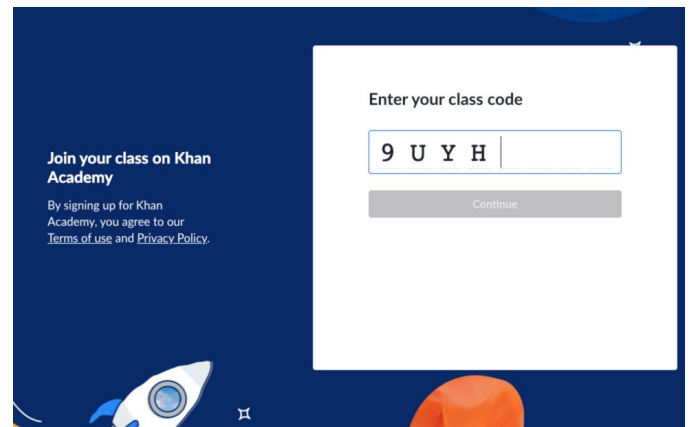 Join your class on Khan
Academy
By signing up for Khan
Academy, you agree to our
Terms of use and Privacy Policy.
Enter your class code
9 U Y H
Continue